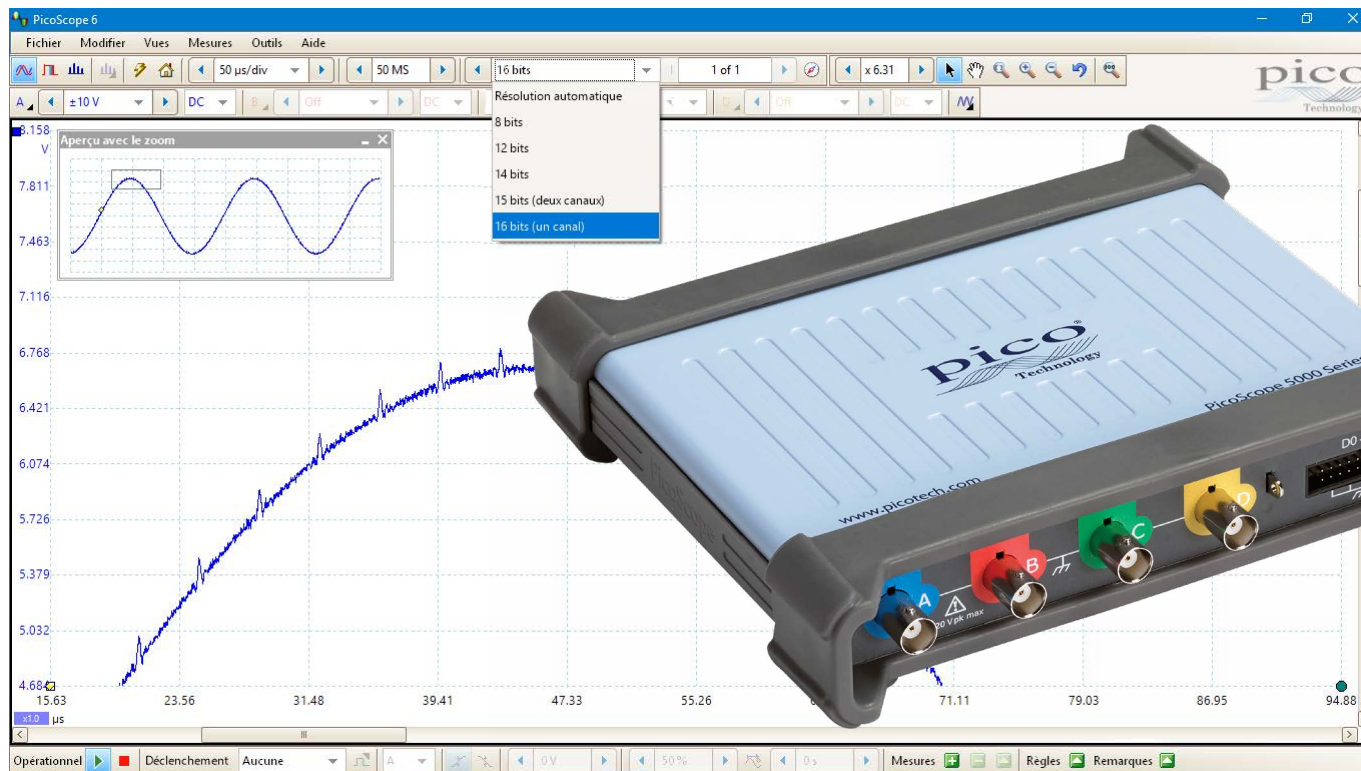 PicoScope 6
Fichier Modifier Vues Mesures Outils Aide
50 µs/div 50 MS 16 bits 1 of 1 x 6.31
pico
Technology
A ±10 V DC B Off DC D Off DC
Résolution automatique
8 bits
12 bits
14 bits
15 bits (deux canaux)
16 bits (un canal)
Aperçu avec le zoom
8.158
V
7.811
7.463
7.116
6.768
6.421
6.074
5.726
5.379
5.032
4.684
pico
Technology
PicoScope 5000 Series
www.picotech.com
PicoScope
D0
A B C D
20 V pk max
15.63 23.56 31.48 39.41 47.33 55.26 71.11 79.03 86.95 94.88
x1.0 µs
Opérationnel Déclenchement Aucune A 0 V 50 % 0 s Mesures Règles Remarques